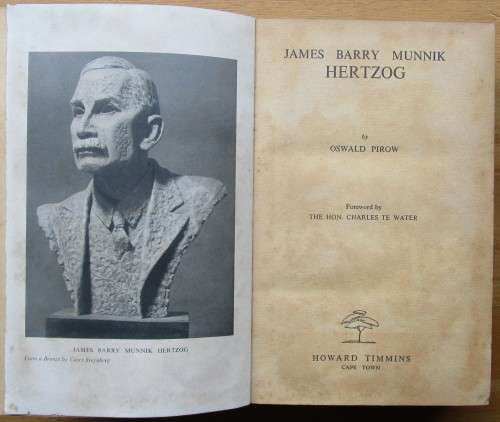 JAMES BARRY MUNNIK HERTZOG
From a Bronze by Coert Steynberg
JAMES BARRY MUNNIK
HERTZOG
by
OSWALD PIROW
Foreword by
THE HON. CHARLES TE WATER
HOWARD TIMMINS
CAPE TOWN